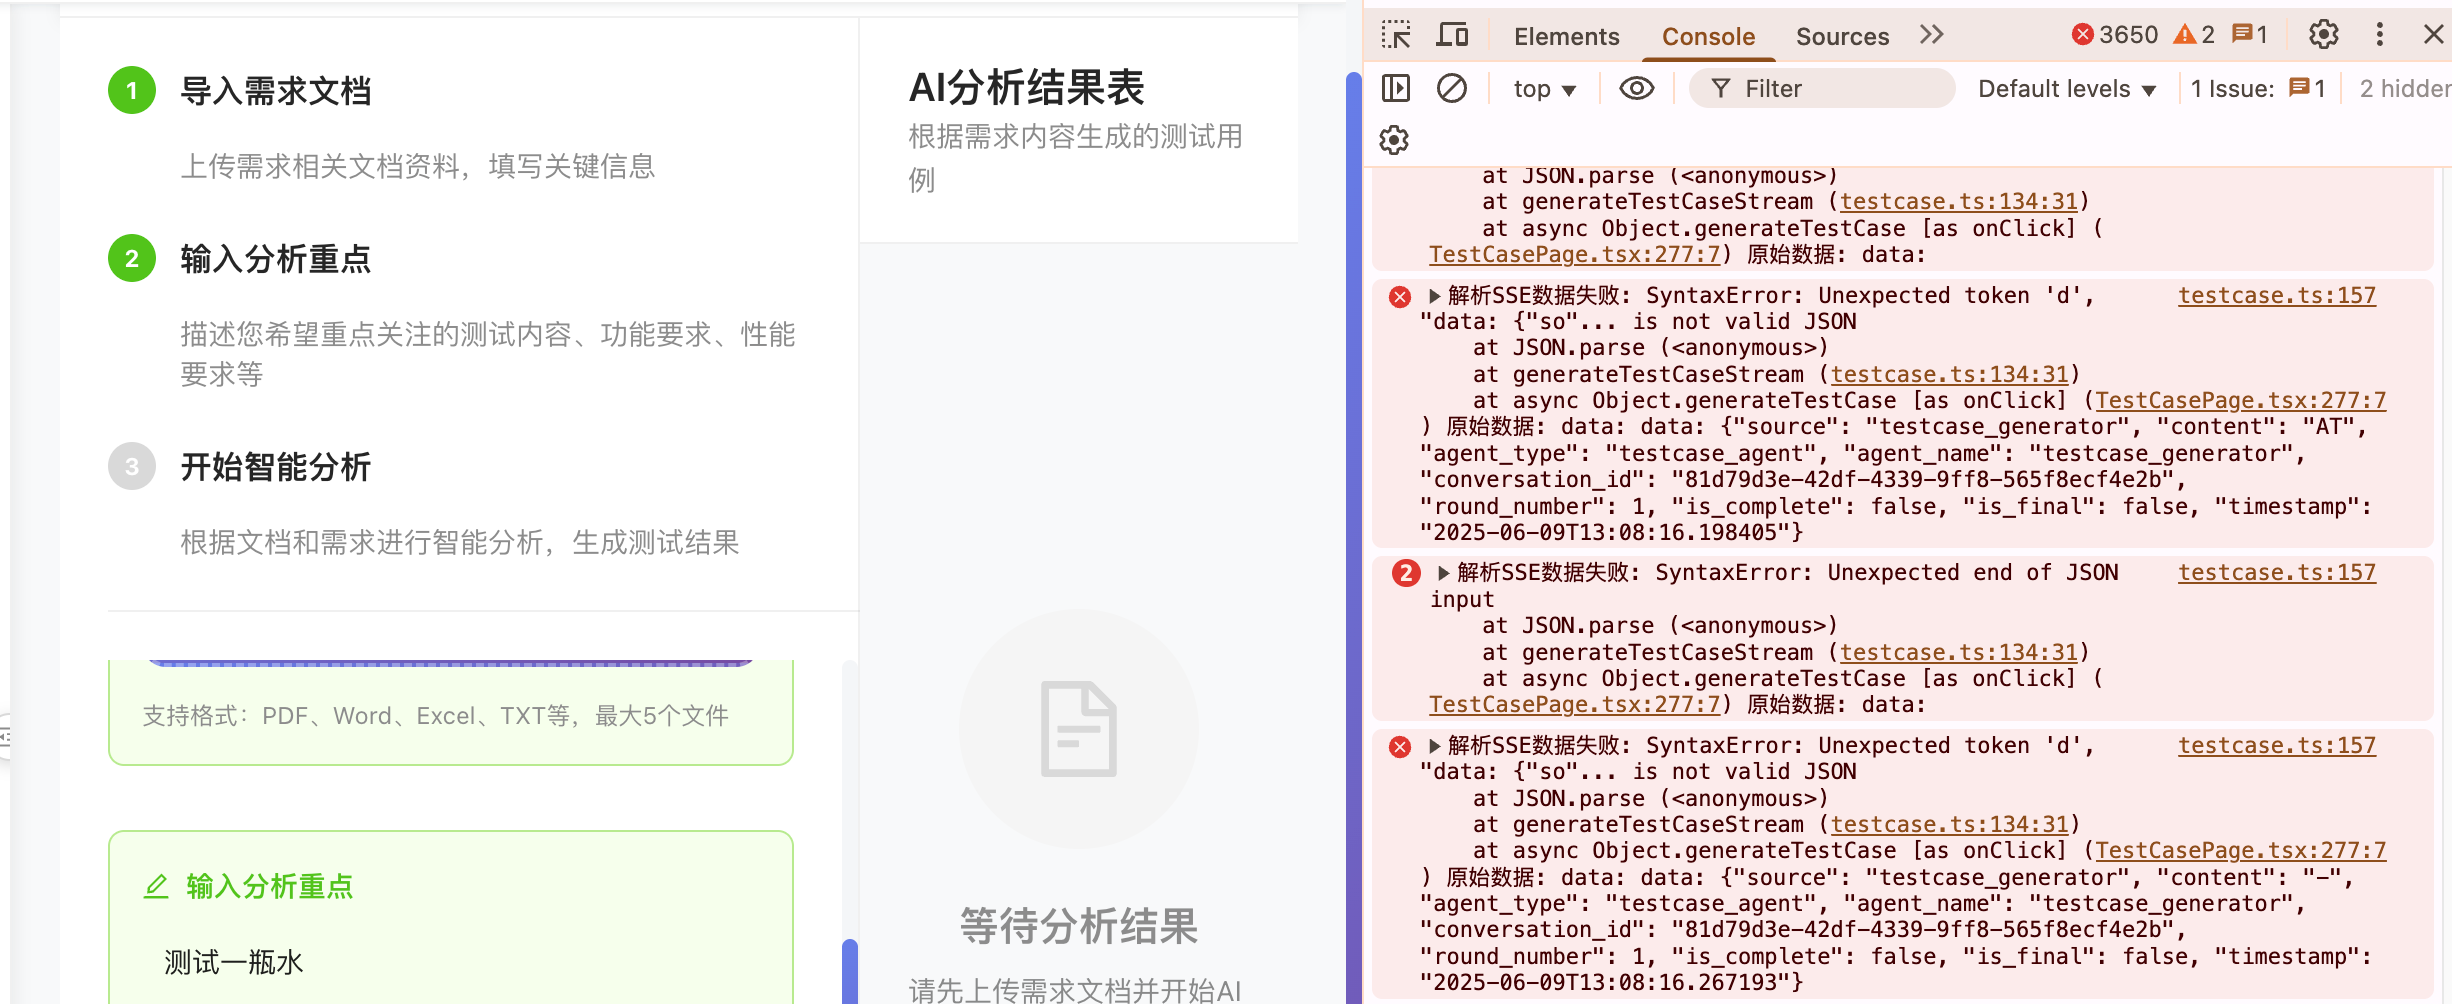 1
导入需求文档
上传需求相关文档资料，填写关键信息
2
输入分析重点
描述您希望重点关注的测试内容、功能要求、性能
要求等
3
开始智能分析
根据文档和需求进行智能分析，生成测试结果
支持格式：PDF、Word、Excel、TXT等，最大5个文件
输入分析重点
测试一瓶水
AI分析结果表
根据需求内容生成的测试用
例
等待分析结果
请先上传需求文档并开始AI
Elements Console Sources 3650 2 1
top Filter Default levels 1 Issue: 1 2 hidden
at JSON.parse (<anonymous>)
at generateTestCaseStream (testcase.ts:134:31)
at async Object.generateTestCase [as onClick] (
TestCasePage.tsx:277:7) 原始数据: data:
解析SSE数据失败: SyntaxError: Unexpected token 'd', testcase.ts:157
"data: {"so"... is not valid JSON
at JSON.parse (<anonymous>)
at generateTestCaseStream (testcase.ts:134:31)
at async Object.generateTestCase [as onClick] (TestCasePage.tsx:277:7
) 原始数据: data: data: {"source": "testcase_generator", "content": "AT",
"agent_type": "testcase_agent", "agent_name": "testcase_generator",
"conversation_id": "81d79d3e-42df-4339-9ff8-565f8ecf4e2b",
"round_number": 1, "is_complete": false, "is_final": false, "timestamp":
"2025-06-09T13:08:16.198405"}
2 解析SSE数据失败: SyntaxError: Unexpected end of JSON testcase.ts:157
input
at JSON.parse (<anonymous>)
at generateTestCaseStream (testcase.ts:134:31)
at async Object.generateTestCase [as onClick] (
TestCasePage.tsx:277:7) 原始数据: data:
解析SSE数据失败: SyntaxError: Unexpected token 'd', testcase.ts:157
"data: {"so"... is not valid JSON
at JSON.parse (<anonymous>)
at generateTestCaseStream (testcase.ts:134:31)
at async Object.generateTestCase [as onClick] (TestCasePage.tsx:277:7
) 原始数据: data: data: {"source": "testcase_generator", "content": "-",
"agent_type": "testcase_agent", "agent_name": "testcase_generator",
"conversation_id": "81d79d3e-42df-4339-9ff8-565f8ecf4e2b",
"round_number": 1, "is_complete": false, "is_final": false, "timestamp":
"2025-06-09T13:08:16.267193"}